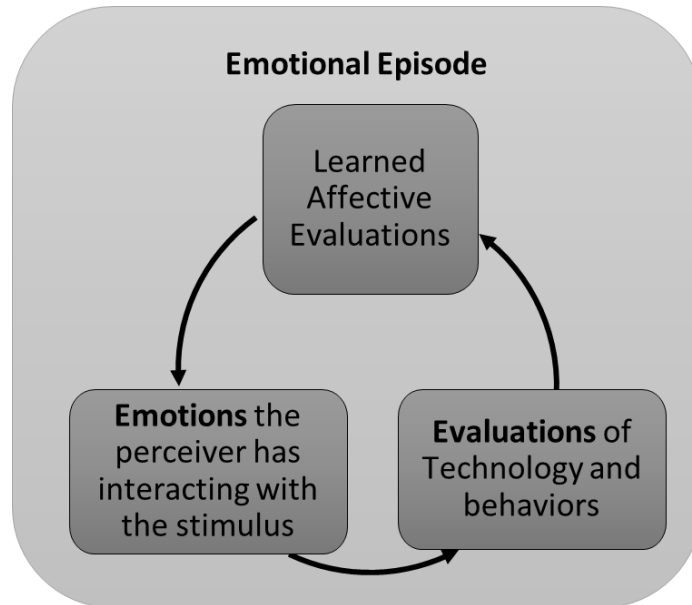 Emotional Episode
Learned
Affective
Evaluations
Emotions the
perceiver has
interacting with
the stimulus
Evaluations of
Technology and
behaviors